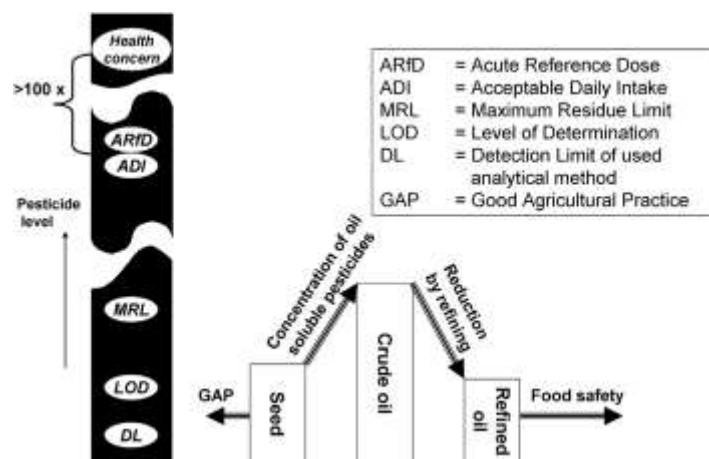 Health
concern
>100 x
ARfD
ADI
Pesticide
level
MRL
LOD
DL
ARfD = Acute Reference Dose
ADI = Acceptable Daily Intake
MRL = Maximum Residue Limit
LOD = Level of Determination
DL = Detection Limit of used
analytical method
GAP = Good Agricultural Practice
Concentration of oil
soluble pesticides
Reduction
by refining
GAP
Seed
Crude oil
Refined
oil
Food safety